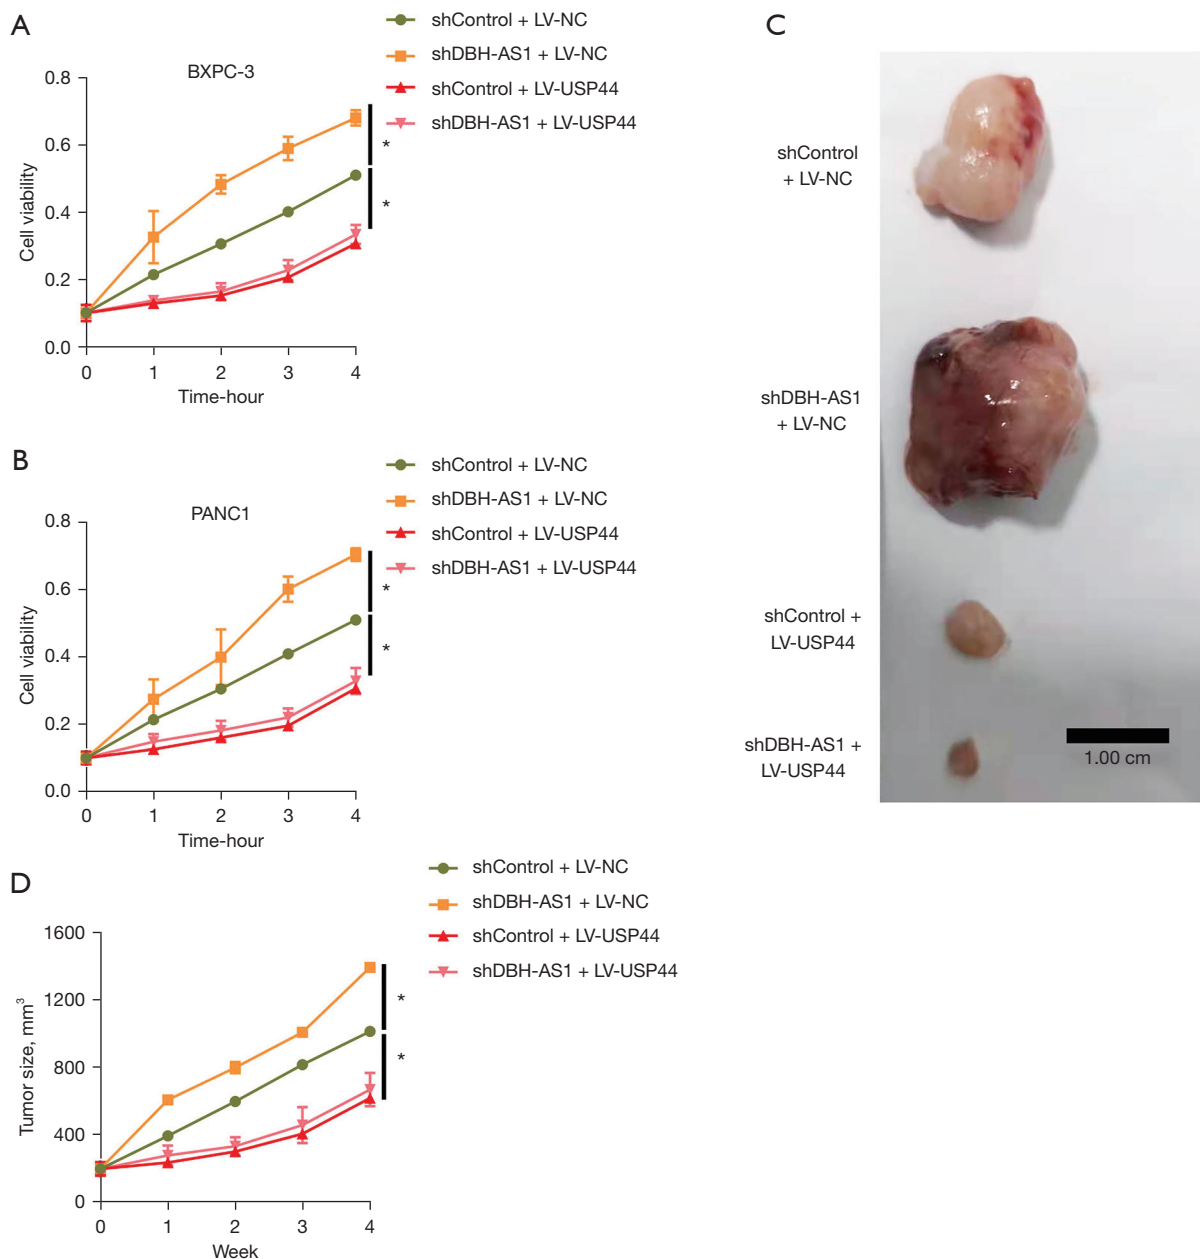 A
shControl + LV-NC
shDBH-AS1 + LV-NC
shControl + LV-USP44
shDBH-AS1 + LV-USP44
BXPC-3
0.8
0.6
0.4
0.2
0.0
Cell viability
*
*
0 1 2 3 4
Time-hour
B
shControl + LV-NC
shDBH-AS1 + LV-NC
shControl + LV-USP44
shDBH-AS1 + LV-USP44
PANC1
0.8
0.6
0.4
0.2
0.0
Cell viability
*
*
0 1 2 3 4
Time-hour
C
shControl
+ LV-NC
shDBH-AS1
+ LV-NC
shControl +
LV-USP44
shDBH-AS1 +
LV-USP44
1.00 cm
D
shControl + LV-NC
shDBH-AS1 + LV-NC
shControl + LV-USP44
shDBH-AS1 + LV-USP44
1600
1200
800
400
0
Tumor size, mm³
*
*
0 1 2 3 4
Week